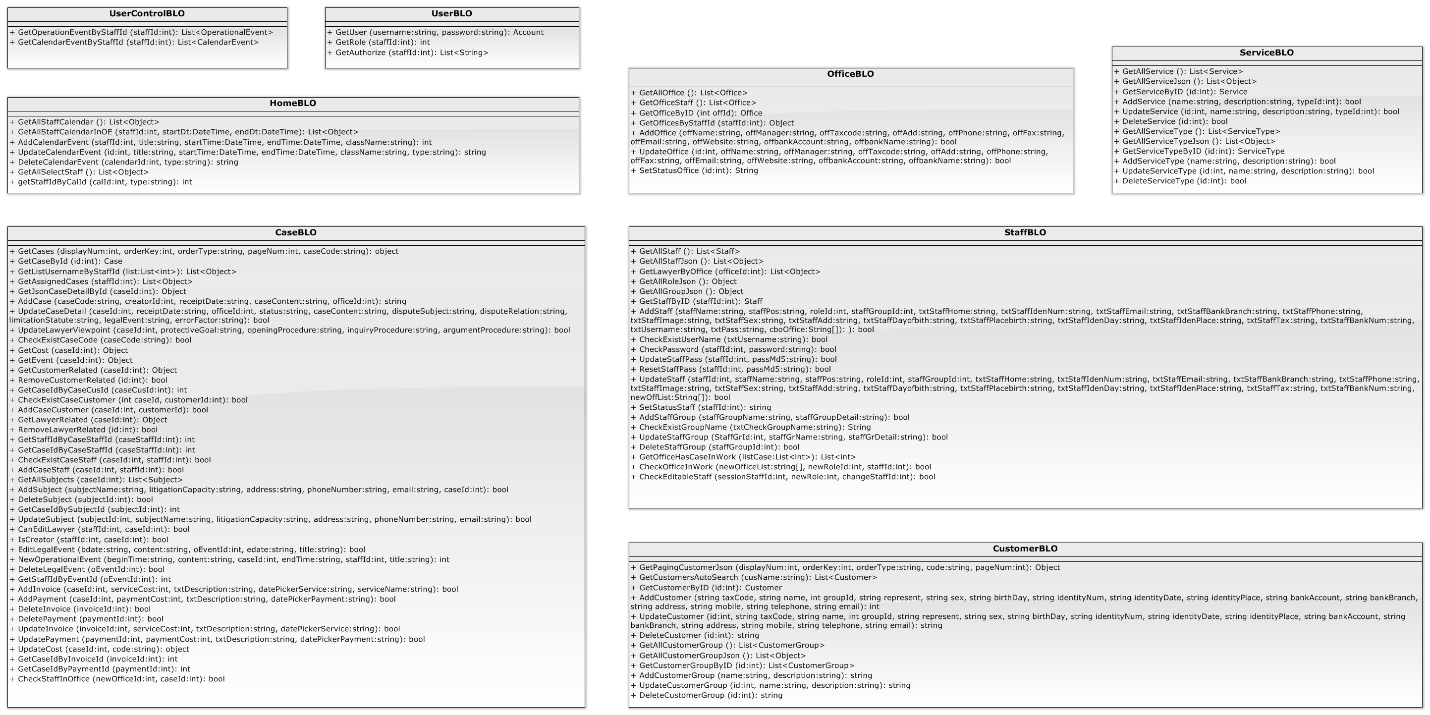 UserControlBLO
+ GetOperationEventByStaffId (staffId:int): List<OperationalEvent>
+ GetCalendarEventByStaffId (staffId:int): List<CalendarEvent>
UserBLO
+ GetUser (username:string, password:string): Account
+ GetRole (staffId:int): int
+ GetAuthorize (staffId:int): List<String>
HomeBLO
+ GetAllStaffCalendar (): List<Object>
+ GetAllStaffCalendarInOE (staffId:int, startDt:DateTime, endDt:DateTime): List<Object>
+ AddCalendarEvent (staffId:int, title:string, startTime:DateTime, endTime:DateTime, className:string): int
+ UpdateCalendarEvent (id:int, title:string, startTime:DateTime, endTime:DateTime, className:string, type:string): string
+ DeleteCalendarEvent (calendarId:int, type:string): string
+ GetAllSelectStaff (): List<Object>
+ getStaffIdByCalId (calId:int, type:string): int
OfficeBLO
+ GetAllOffice (): List<Office>
+ GetOfficeStaff (): List<Office>
+ GetOfficeByID (int offId): Office
+ GetOfficesByStaffId (staffId:int): Object
+ AddOffice (offName:string, offManager:string, offTaxcode:string, offAdd:string, offPhone:string, offFax:string,
offEmail:string, offWebsite:string, offbankAccount:string, offbankName:string): bool
+ UpdateOffice (id:int, offName:string, offManager:string, offTaxcode:string, offAdd:string, offPhone:string,
offFax:string, offEmail:string, offWebsite:string, offbankAccount:string, offbankName:string): bool
+ SetStatusOffice (id:int): String
ServiceBLO
+ GetAllService (): List<Service>
+ GetAllServiceJson (): List<Object>
+ GetServiceByID (id:int): Service
+ AddService (name:string, description:string, typeId:int): bool
+ UpdateService (id:int, name:string, description:string, typeId:int): bool
+ DeleteService (id:int): bool
+ GetAllServiceType (): List<ServiceType>
+ GetAllServiceTypeJson (): List<Object>
+ GetServiceTypeByID (id:int): ServiceType
+ AddServiceType (name:string, description:string): bool
+ UpdateServiceType (id:int, name:string, description:string): bool
+ DeleteServiceType (id:int): bool
CaseBLO
+ GetCases (displayNum:int, orderKey:int, orderType:string, pageNum:int, caseCode:string): object
+ GetCaseById (id:int): Case
+ GetListUsernameByStaffId (list:List<int>): List<Object>
+ GetAssignedCases (staffId:int): List<Object>
+ GetJsonCaseDetailById (caseId:int): Object
+ AddCase (caseCode:string, creatorId:int, receiptDate:string, caseContent:string, officeId:int): string
+ UpdateCaseDetail (caseId:int, receiptDate:string, officeId:int, status:string, caseContent:string, disputeSubject:string, disputeRelation:string,
limitationStatute:string, legalEvent:string, errorFactor:string): bool
+ UpdateLawyerViewpoint (caseId:int, protectiveGoal:string, openingProcedure:string, inquiryProcedure:string, argumentProcedure:string): bool
+ CheckExistCaseCode (caseCode:string): bool
+ GetCost (caseId:int): Object
+ GetEvent (caseId:int): Object
+ GetCustomerRelated (caseId:int): Object
+ RemoveCustomerRelated (id:int): bool
+ GetCaseIdByCaseCusId (caseCusId:int): int
+ CheckExistCaseCustomer (int caseId, customerId:int): bool
+ AddCaseCustomer (caseId:int, customerId): bool
+ GetLawyerRelated (caseId:int): Object
+ RemoveLawyerRelated (id:int): bool
+ GetStaffIdByCaseStaffId (caseStaffId:int): int
+ GetCaseIdByCaseStaffId (caseStaffId:int): int
+ CheckExistCaseStaff (caseId:int, staffId:int): bool
+ AddCaseStaff (caseId:int, staffId:int): bool
+ GetAllSubjects (caseId:int): List<Subject>
+ AddSubject (subjectName:string, litigationCapacity:string, address:string, phoneNumber:string, email:string, caseId:int): bool
+ DeleteSubject (subjectId:int): bool
+ GetCaseIdBySubjectId (subjectId:int): int
+ UpdateSubject (subjectId:int, subjectName:string, litigationCapacity:string, address:string, phoneNumber:string, email:string): bool
+ CanEditLawyer (staffId:int, caseId:int): bool
+ IsCreator (staffId:int, caseId:int): bool
+ EditLegalEvent (bdate:string, content:string, oEventId:int, edate:string, title:string): bool
+ NewOperationalEvent (beginTime:string, content:string, caseId:int, endTime:string, staffId:int, title:string): int
+ DeleteLegalEvent (oEventId:int): bool
+ GetStaffIdByEventId (oEventId:int): int
+ AddInvoice (caseId:int, serviceCost:int, txtDescription:string, datePickerService:string, serviceName:string): bool
+ AddPayment (caseId:int, paymentCost:int, txtDescription:string, datePickerPayment:string): bool
+ DeleteInvoice (invoiceId:int): bool
+ DeletePayment (paymentId:int): bool
+ UpdateInvoice (invoiceId:int, serviceCost:int, txtDescription:string, datePickerService:string): bool
+ UpdatePayment (paymentId:int, paymentCost:int, txtDescription:string, datePickerPayment:string): bool
+ UpdateCost (caseId:int, code:string): object
+ GetCaseIdByInvoiceId (invoiceId:int): int
+ GetCaseIdByPaymentId (paymentId:int): int
+ CheckStaffInOffice (newOfficeId:int, caseId:int): bool
StaffBLO
+ GetAllStaff (): List<Staff>
+ GetAllStaffJson (): List<Object>
+ GetLawyerByOffice (officeId:int): List<Object>
+ GetAllRoleJson (): Object
+ GetAllGroupJson (): Object
+ GetStaffByID (staffId:int): Staff
+ AddStaff (staffName:string, staffPos:string, roleId:int, staffGroupId:int, txtStaffHome:string, txtStaffIdenNum:string, txtStaffEmail:string, txtStaffBankBranch:string, txtStaffPhone:string,
txtStaffImage:string, txtStaffSex:string, txtStaffAdd:string, txtStaffDayofbith:string, txtStaffPlacebirth:string, txtStaffIdenDay:string, txtStaffIdenPlace:string, txtStaffTax:string, txtStaffBankNum:string,
txtUsername:string, txtPass:string, cboOffice:String[]): ): bool
+ CheckExistUserName (txtUsername:string): bool
+ CheckPassword (staffId:int, password:string): bool
+ UpdateStaffPass (staffId:int, passMd5:string): bool
+ ResetStaffPass (staffId:int, passMd5:string): bool
+ UpdateStaff (staffId:int, staffName:string, staffPos:string, roleId:int, staffGroupId:int, txtStaffHome:string, txtStaffIdenNum:string, txtStaffEmail:string, txtStaffBankBranch:string, txtStaffPhone:string,
txtStaffImage:string, txtStaffSex:string, txtStaffAdd:string, txtStaffDayofbith:string, txtStaffPlacebirth:string, txtStaffIdenDay:string, txtStaffIdenPlace:string, txtStaffTax:string, txtStaffBankNum:string,
newOffList:String[]): bool
+ SetStatusStaff (staffId:int): string
+ AddStaffGroup (staffGroupName:string, staffGroupDetail:string): bool
+ CheckExistGroupName (txtCheckGroupName:string): String
+ UpdateStaffGroup (StaffGrId:int, staffGrName:string, staffGrDetail:string): bool
+ DeleteStaffGroup (staffGroupId:int): bool
+ GetOfficeHasCaseInWork (listCase:List<int>): List<int>
+ CheckOfficeInWork (newOfficeList:string[], newRoleId:int, staffId:int): bool
+ CheckEditableStaff (sessionStaffId:int, newRole:int, changeStaffId:int): bool
CustomerBLO
+ GetPagingCustomerJson (displayNum:int, orderKey:int, orderType:string, code:string, pageNum:int): Object
+ GetCustomersAutoSearch (cusName:string): List<Customer>
+ GetCustomerByID (id:int): Customer
+ AddCustomer (string taxCode, string name, int groupId, string represent, string sex, string birthDay, string identityNum, string identityDate, string identityPlace, string bankAccount, string bankBranch,
string address, string mobile, string telephone, string email): int
+ UpdateCustomer (id:int, string taxCode, string name, int groupId, string represent, string sex, string birthDay, string identityNum, string identityDate, string identityPlace, string bankAccount, string
bankBranch, string address, string mobile, string telephone, string email): string
+ DeleteCustomer (id:int): string
+ GetAllCustomerGroup (): List<CustomerGroup>
+ GetAllCustomerGroupJson (): List<Object>
+ GetCustomerGroupByID (id:int): List<CustomerGroup>
+ AddCustomerGroup (name:string, description:string): string
+ UpdateCustomerGroup (id:int, name:string, description:string): string
+ DeleteCustomerGroup (id:int): string